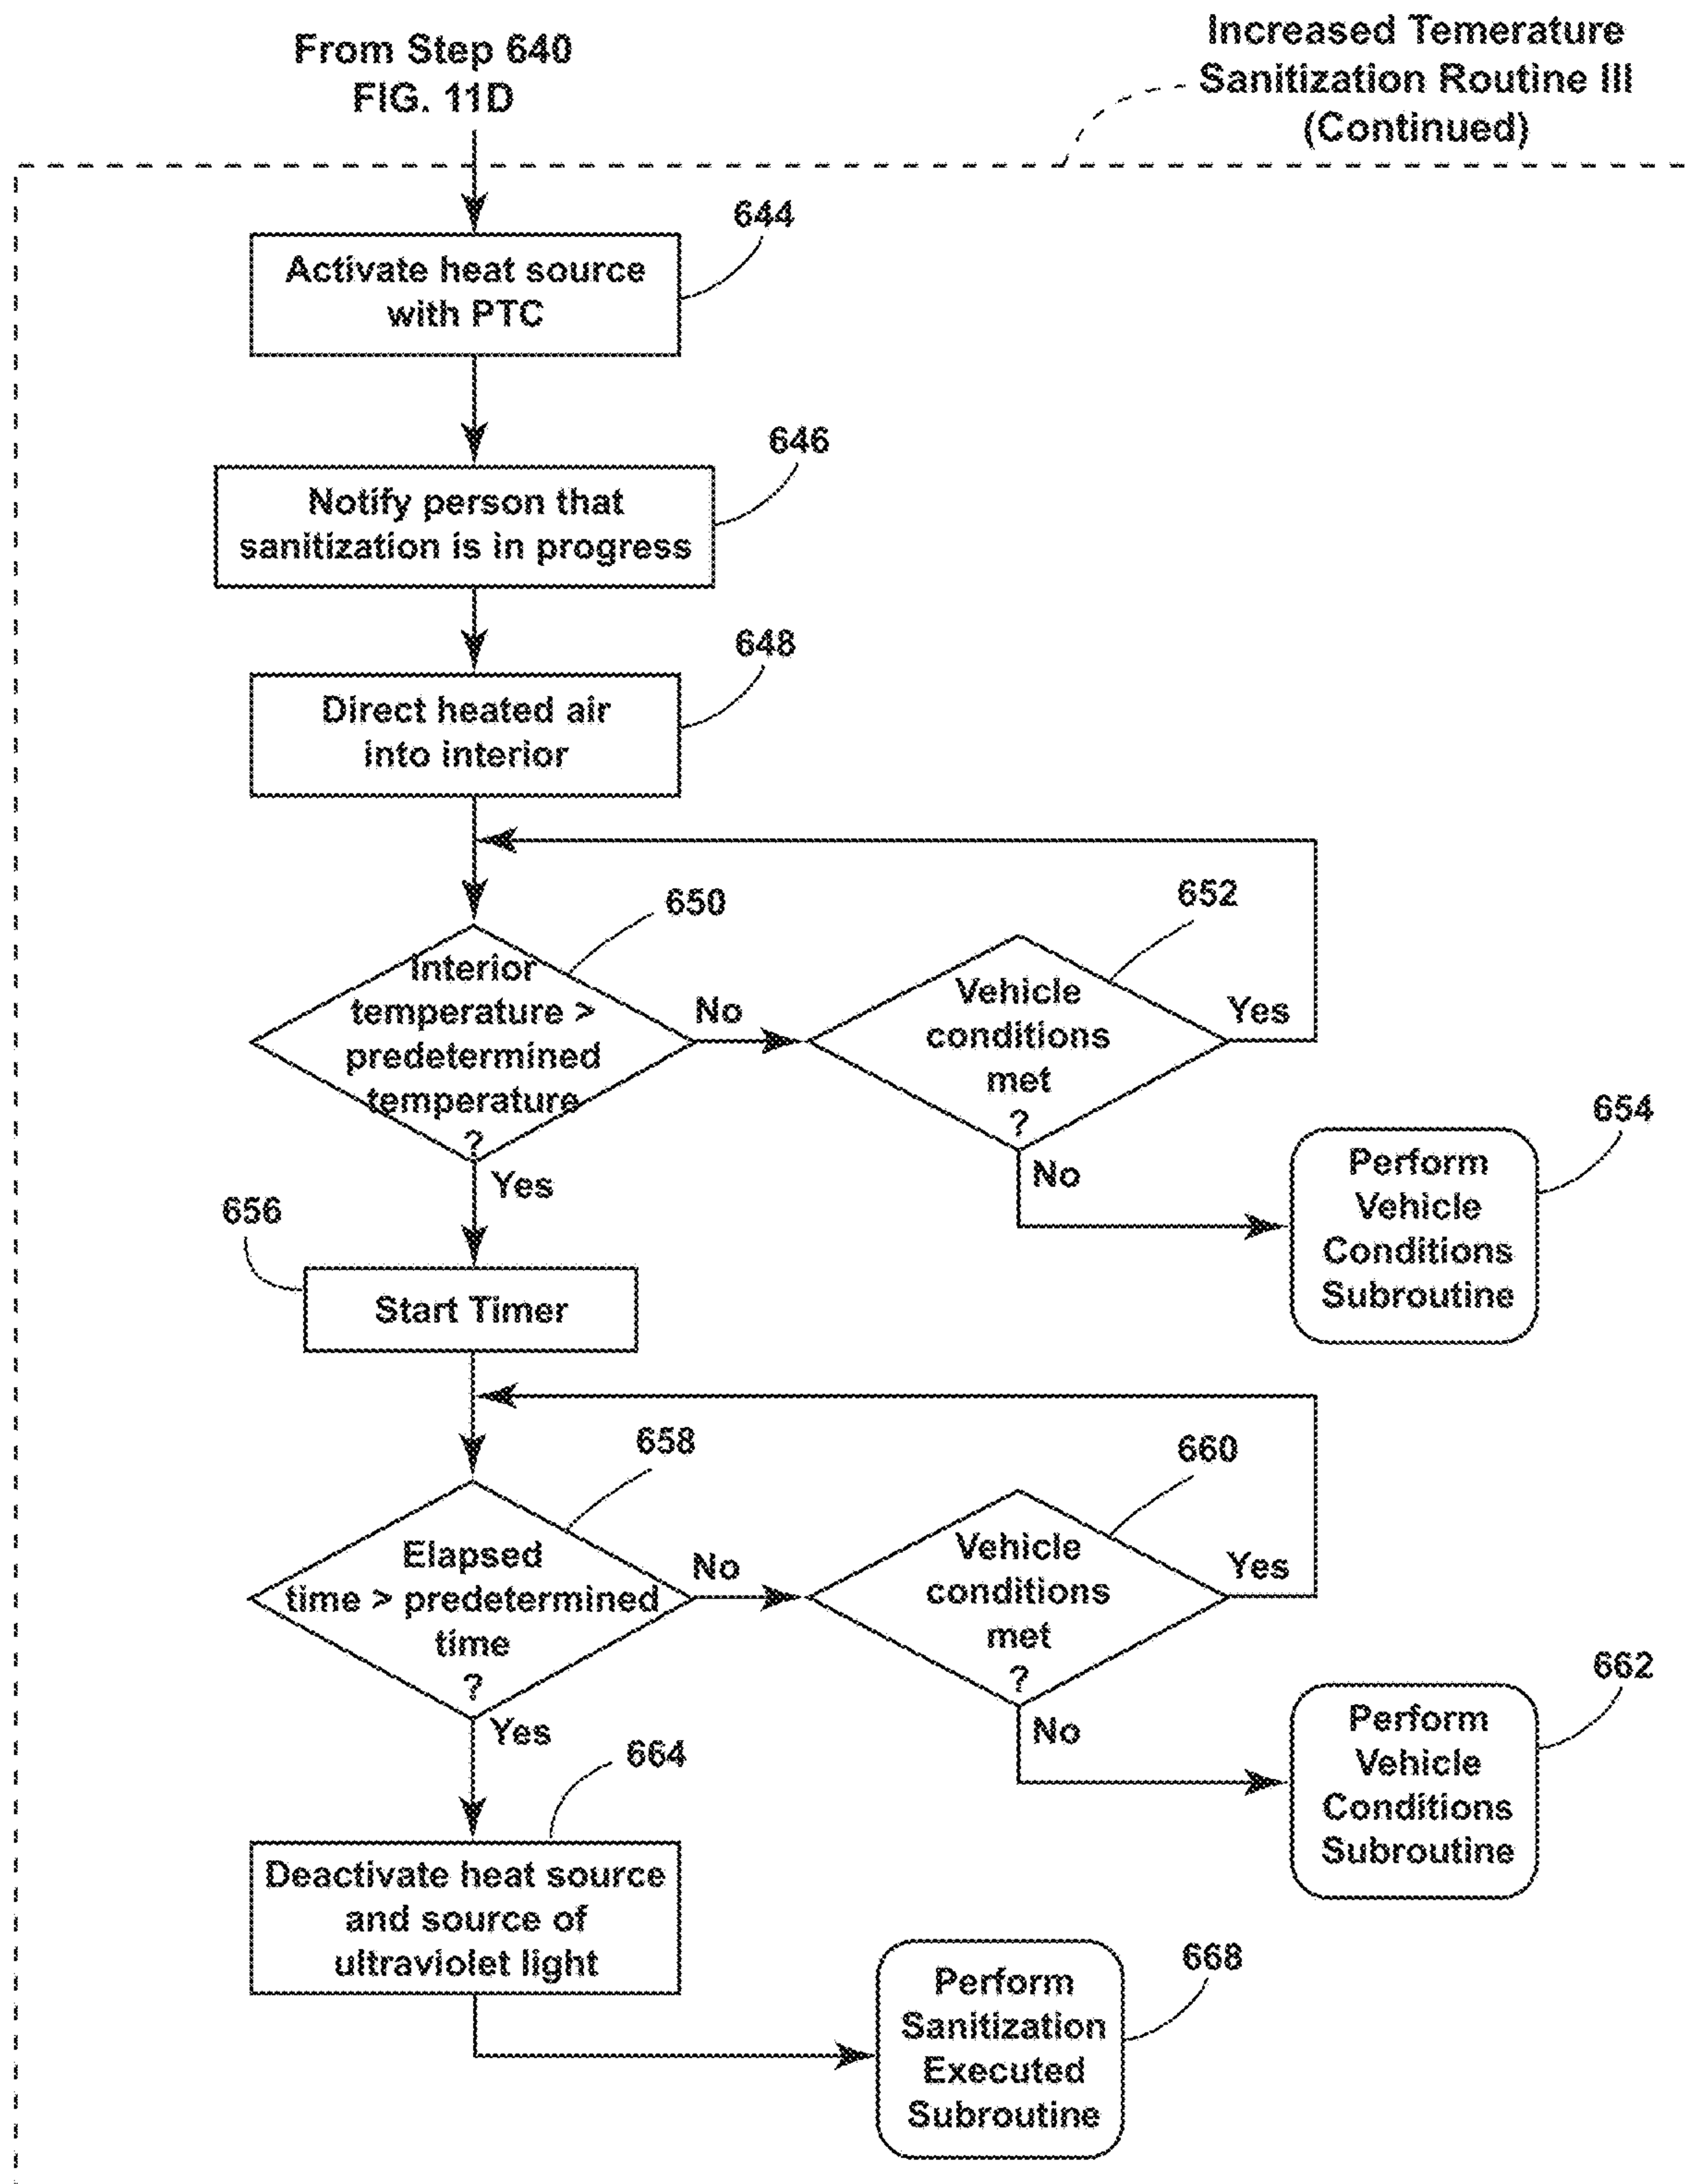 From Step 640
FIG. 11D
Increased Temerature
Sanitization Routine III
(Continued)
644
Activate heat source
with PTC
646
Notify person that
sanitization is in progress
648
Direct heated air
into interior
650
Interior
temperature >
predetermined
temperature
?
No
Yes
652
Vehicle
conditions
met
?
Yes
No
654
Perform
Vehicle
Conditions
Subroutine
656
Start Timer
658
Elapsed
time > predetermined
time
?
No
Yes
660
Vehicle
conditions
met
?
Yes
No
662
Perform
Vehicle
Conditions
Subroutine
664
Deactivate heat source
and source of
ultraviolet light
668
Perform
Sanitization
Executed
Subroutine